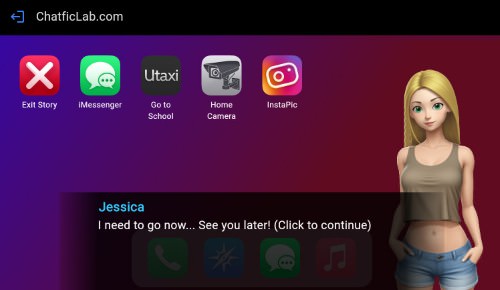 ChatficLab.com
Utaxi
Exit Story
iMessenger
Go to
School
Home
Camera
InstaPic
Jessica
I need to go now... See you later! (Click to continue)